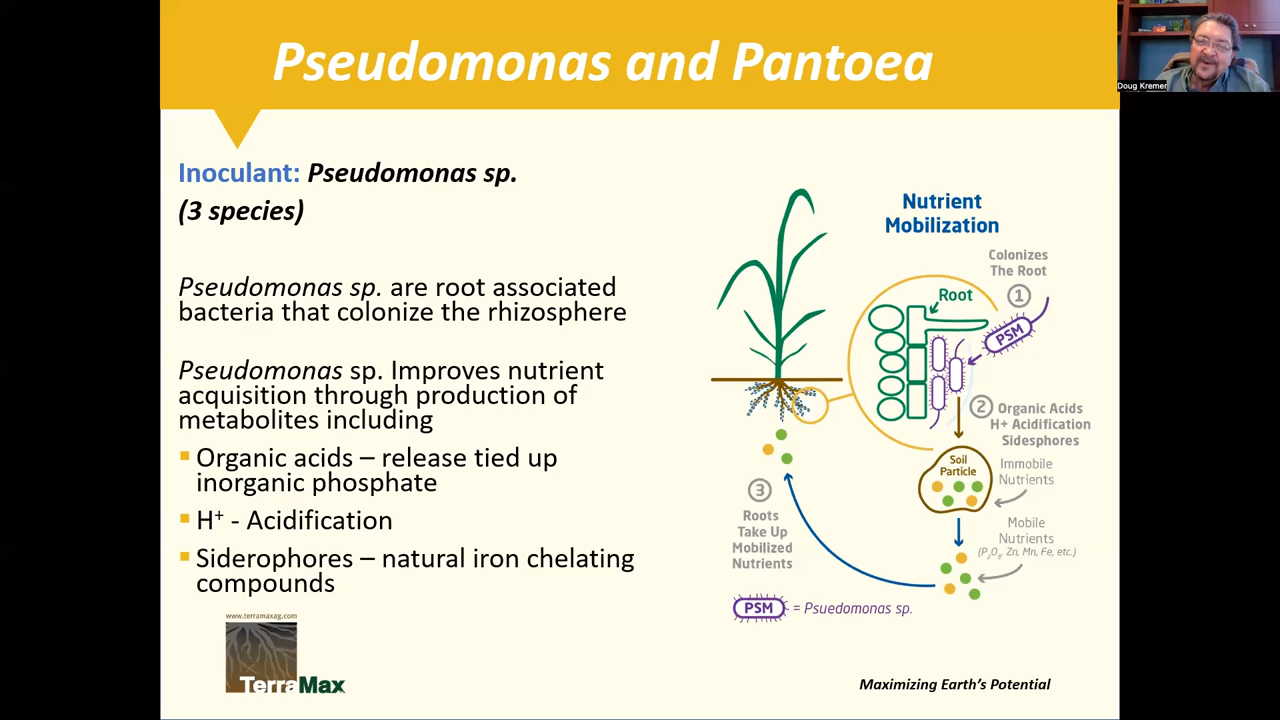 Pseudomonas and Pantoea
Doug Kremer
Inoculant: Pseudomonas sp.
(3 species)
Pseudomonas sp. are root associated
bacteria that colonize the rhizosphere
Pseudomonas sp. Improves nutrient
acquisition through production of
metabolites including
Organic acids – release tied up
inorganic phosphate
H⁺ - Acidification
Siderophores – natural iron chelating
compounds
www.terramaxag.com
TerraMax
Nutrient
Mobilization
Colonizes
The Root
1
Root
PSM
2
Organic Acids
H+ Acidification
Sidesphores
Soil
Particle
Immobile
Nutrients
Mobile
Nutrients
(P₂O₅, Zn, Mn, Fe, etc.)
3
Roots
Take Up
Mobilized
Nutrients
PSM = Psuedomonas sp.
Maximizing Earth's Potential